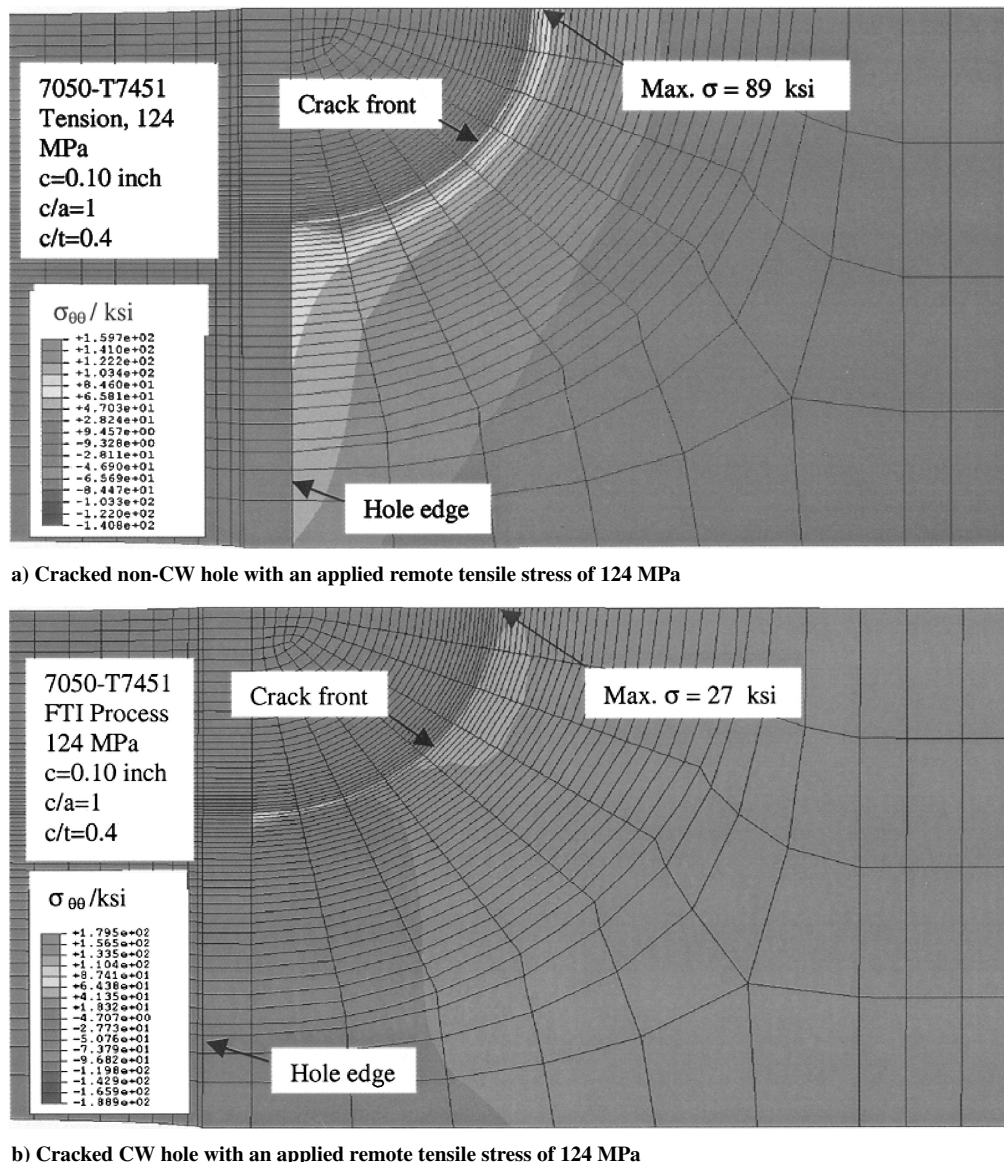 7050-T7451
Tension, 124
MPa
c=0.10 inch
c/a=1
c/t=0.4
Crack front
Max. σ = 89 ksi
σθθ / ksi
+1.597e+02
+1.410e+02
+1.222e+02
+1.034e+02
+8.460e+01
+6.581e+01
+4.703e+01
+2.824e+01
+9.457e+00
-9.328e+00
-2.811e+01
-4.690e+01
-6.569e+01
-8.447e+01
-1.033e+02
-1.220e+02
-1.408e+02
Hole edge
a) Cracked non-CW hole with an applied remote tensile stress of 124 MPa
7050-T7451
FTI Process
124 MPa
c=0.10 inch
c/a=1
c/t=0.4
Crack front
Max. σ = 27 ksi
σθθ /ksi
+1.795e+02
+1.565e+02
+1.335e+02
+1.104e+02
+8.741e+01
+6.438e+01
+4.135e+01
+1.832e+01
-4.707e+00
-2.773e+01
-5.076e+01
-7.379e+01
-9.682e+01
-1.198e+02
-1.429e+02
-1.659e+02
-1.889e+02
Hole edge
b) Cracked CW hole with an applied remote tensile stress of 124 MPa